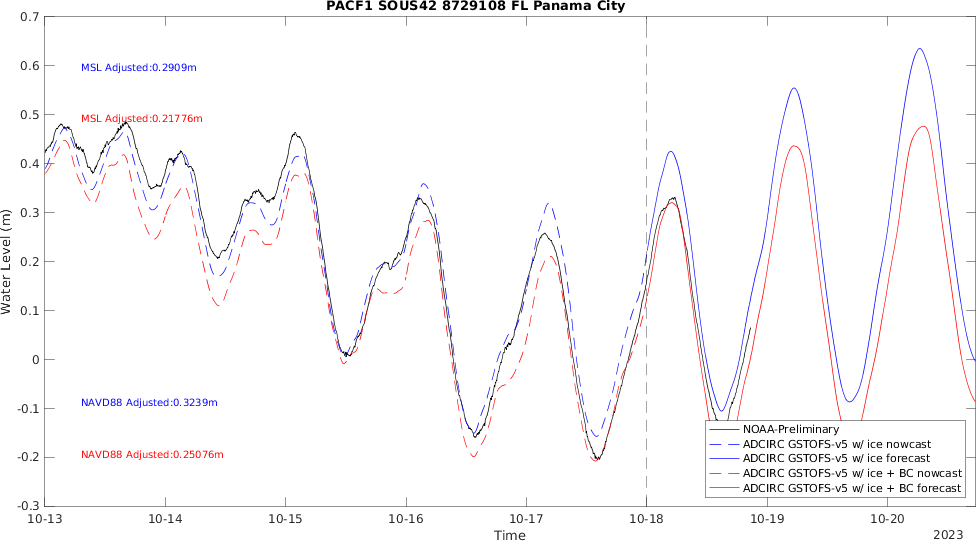 PACF1 SOUS42 8729108 FL Panama City
0.7
0.6
0.5
0.4
0.3
0.2
0.1
0
-0.1
-0.2
-0.3
Water Level (m)
MSL Adjusted:0.2909m
MSL Adjusted:0.21776m
NAVD88 Adjusted:0.3239m
NAVD88 Adjusted:0.25076m
NOAA-Preliminary
ADCIRC GSTOFS-v5 w/ ice nowcast
ADCIRC GSTOFS-v5 w/ ice forecast
ADCIRC GSTOFS-v5 w/ ice + BC nowcast
ADCIRC GSTOFS-v5 w/ ice + BC forecast
10-13 10-14 10-15 10-16 10-17 10-18 10-19 10-20
Time
2023